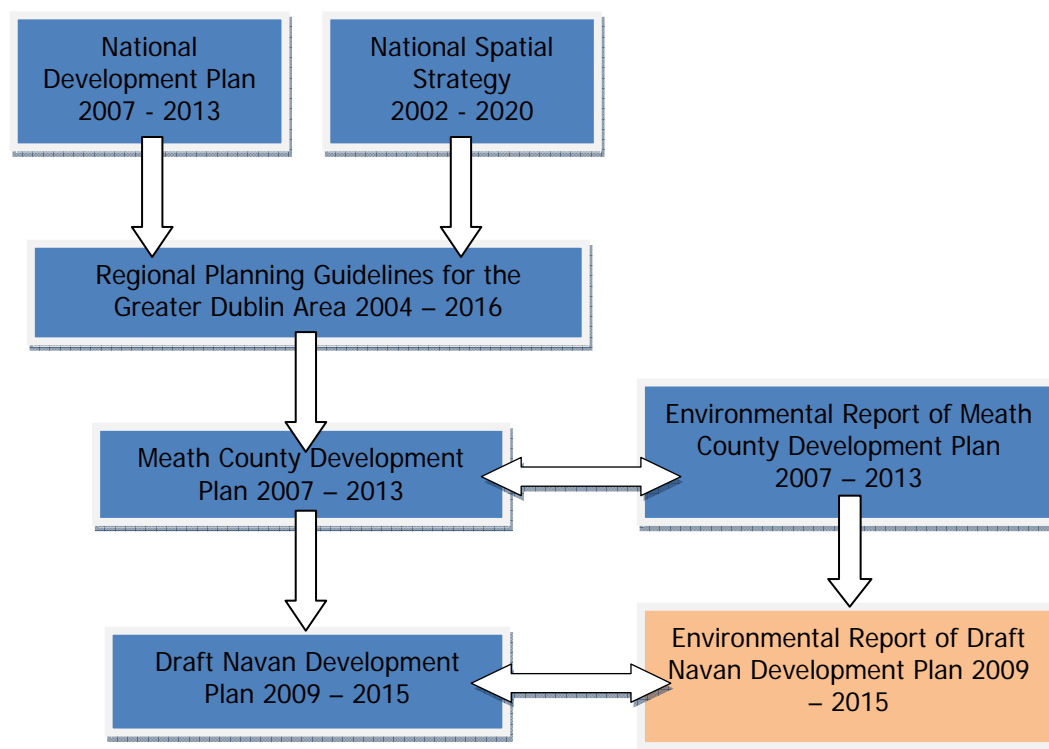 National
Development Plan
2007 - 2013
National Spatial
Strategy
2002 - 2020
Regional Planning Guidelines for the
Greater Dublin Area 2004 – 2016
Meath County Development
Plan 2007 – 2013
Environmental Report of Meath
County Development Plan
2007 – 2013
Draft Navan Development
Plan 2009 – 2015
Environmental Report of Draft
Navan Development Plan 2009
– 2015